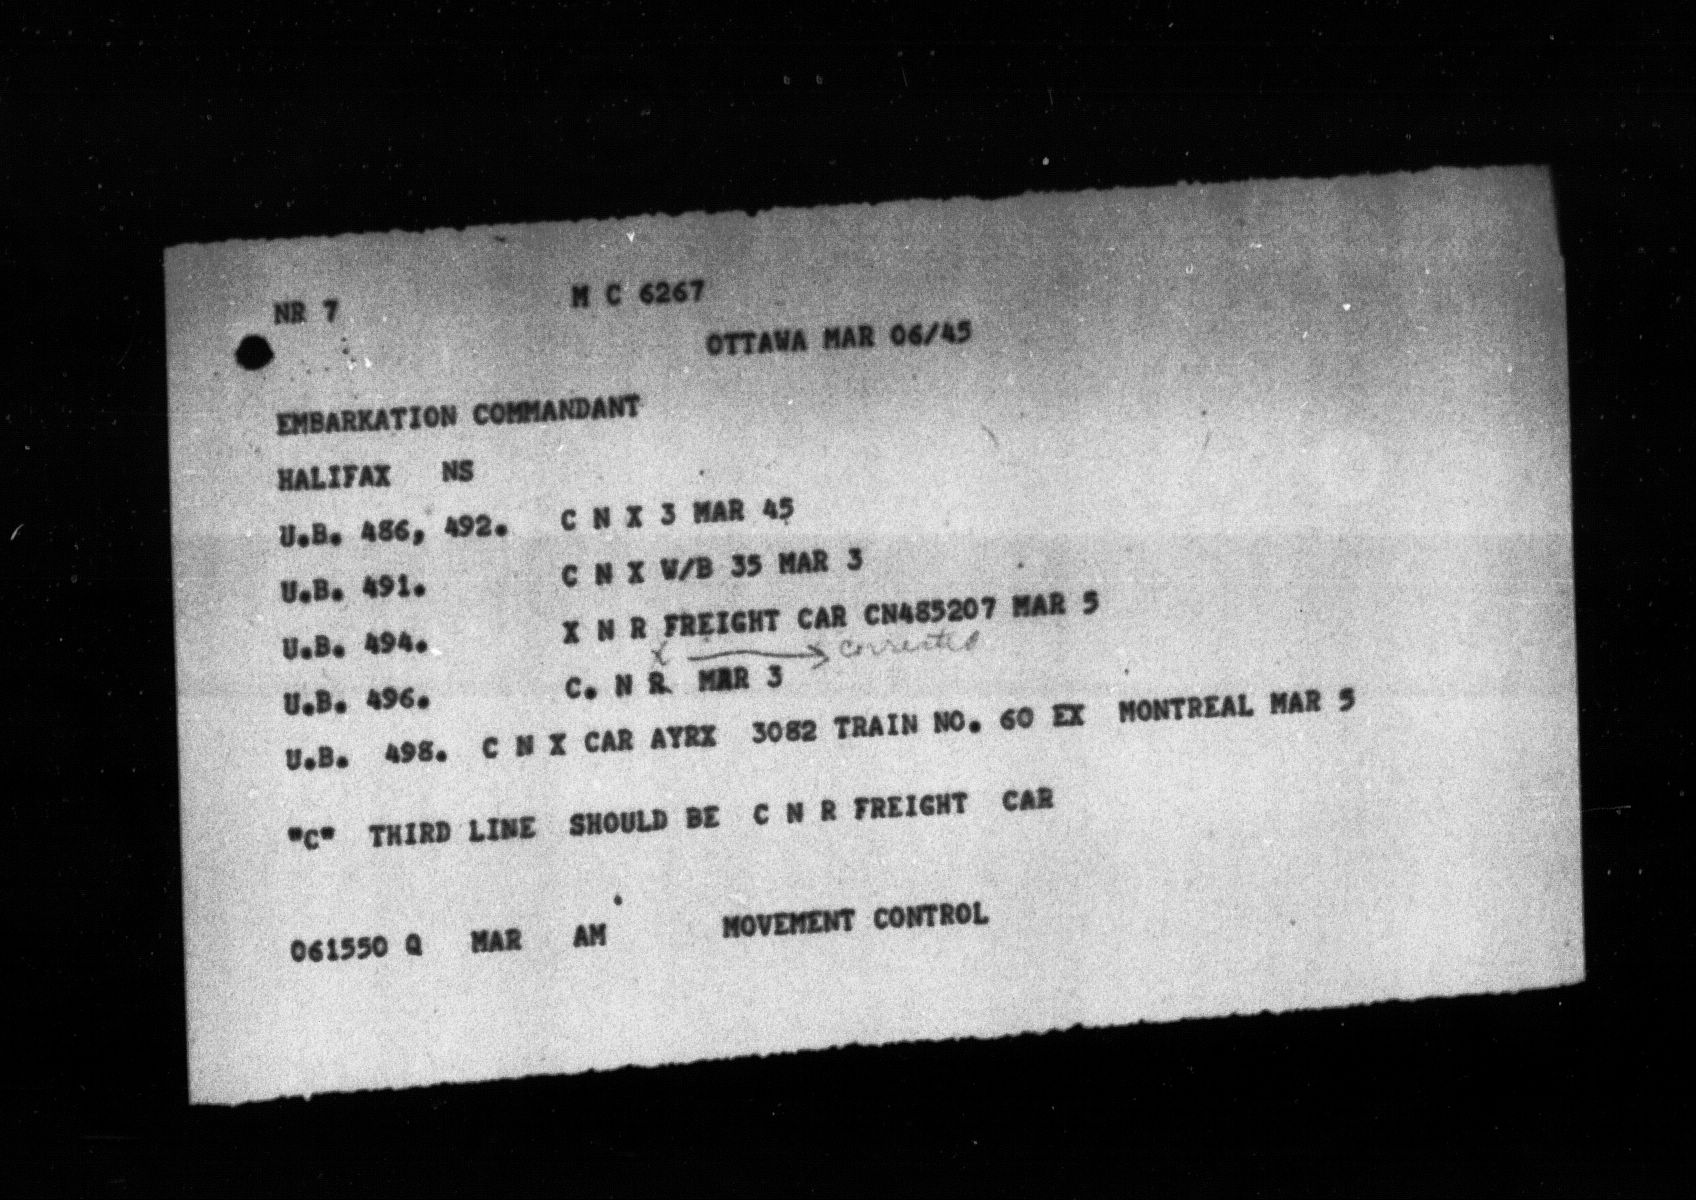 NR 7 M C 6267
OTTAWA MAR 06/45
EMBARKATION COMMANDANT
HALIFAX NS
U.B. 486, 492. C N X 3 MAR 45
U.B. 491. C N X W/B 35 MAR 3
U.B. 494. X N R FREIGHT CAR CN485207 MAR 5
X → corrected
U.B. 496. C. N R MAR 3
U.B. 498. C N X CAR AYRX 3082 TRAIN NO. 60 EX MONTREAL MAR 5
"C" THIRD LINE SHOULD BE C N R FREIGHT CAR
061550 Q MAR AM MOVEMENT CONTROL